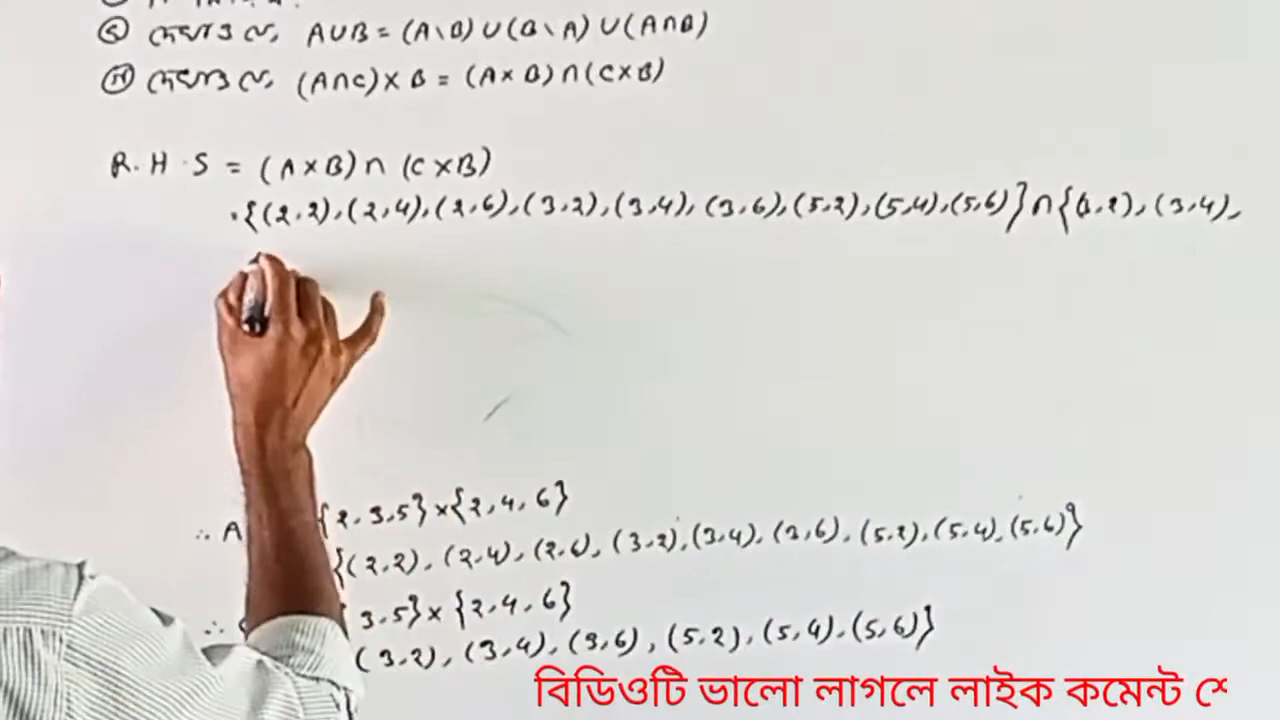 ⓖ দেখাও যে, A∪B = (A\B) ∪ (B\A) ∪ (A∩B)
দেখাও যে, (A∩C) × B = (A×B) ∩ (C×B)
R.H.S = (A×B) ∩ (C×B)
= {(2,2), (2,4), (2,6), (3,2), (3,4), (3,6), (5,2), (5,4), (5,6)} ∩ {(3,2), (3,4),
∴ A {2,3,5} × {2,4,6}
{(2,2), (2,4), (2,6), (3,2), (3,4), (3,6), (5,2), (5,4), (5,6)}
∴ 3,5} × {2,4,6}
(3,2), (3,4), (3,6), (5,2), (5,4), (5,6)}
বিডিওটি ভালো লাগলে লাইক কমেন্ট শে